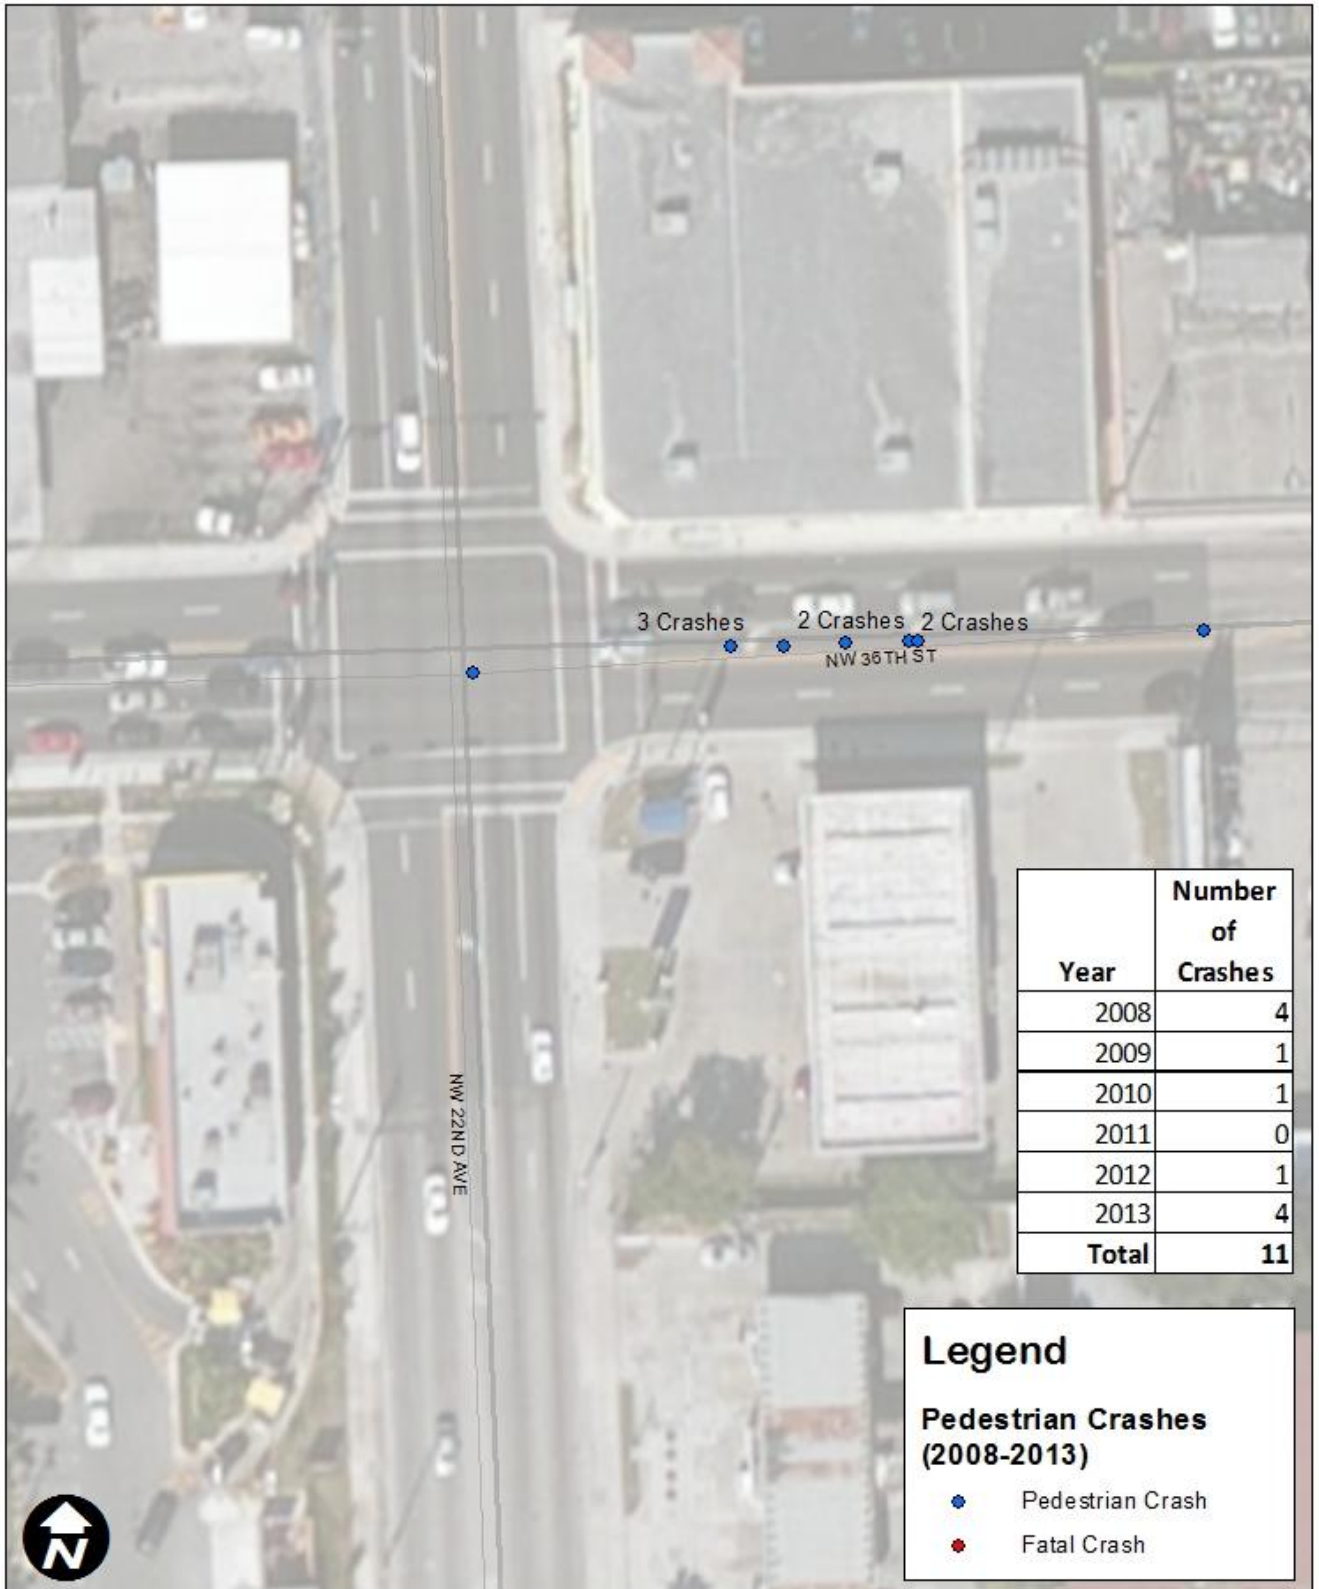 3 Crashes
2 Crashes
2 Crashes
NW 36TH ST
NW 22ND AVE
Year Number of Crashes
2008 4
2009 1
2010 1
2011 0
2012 1
2013 4
Total 11
Legend
Pedestrian Crashes
(2008-2013)
Pedestrian Crash
Fatal Crash
N